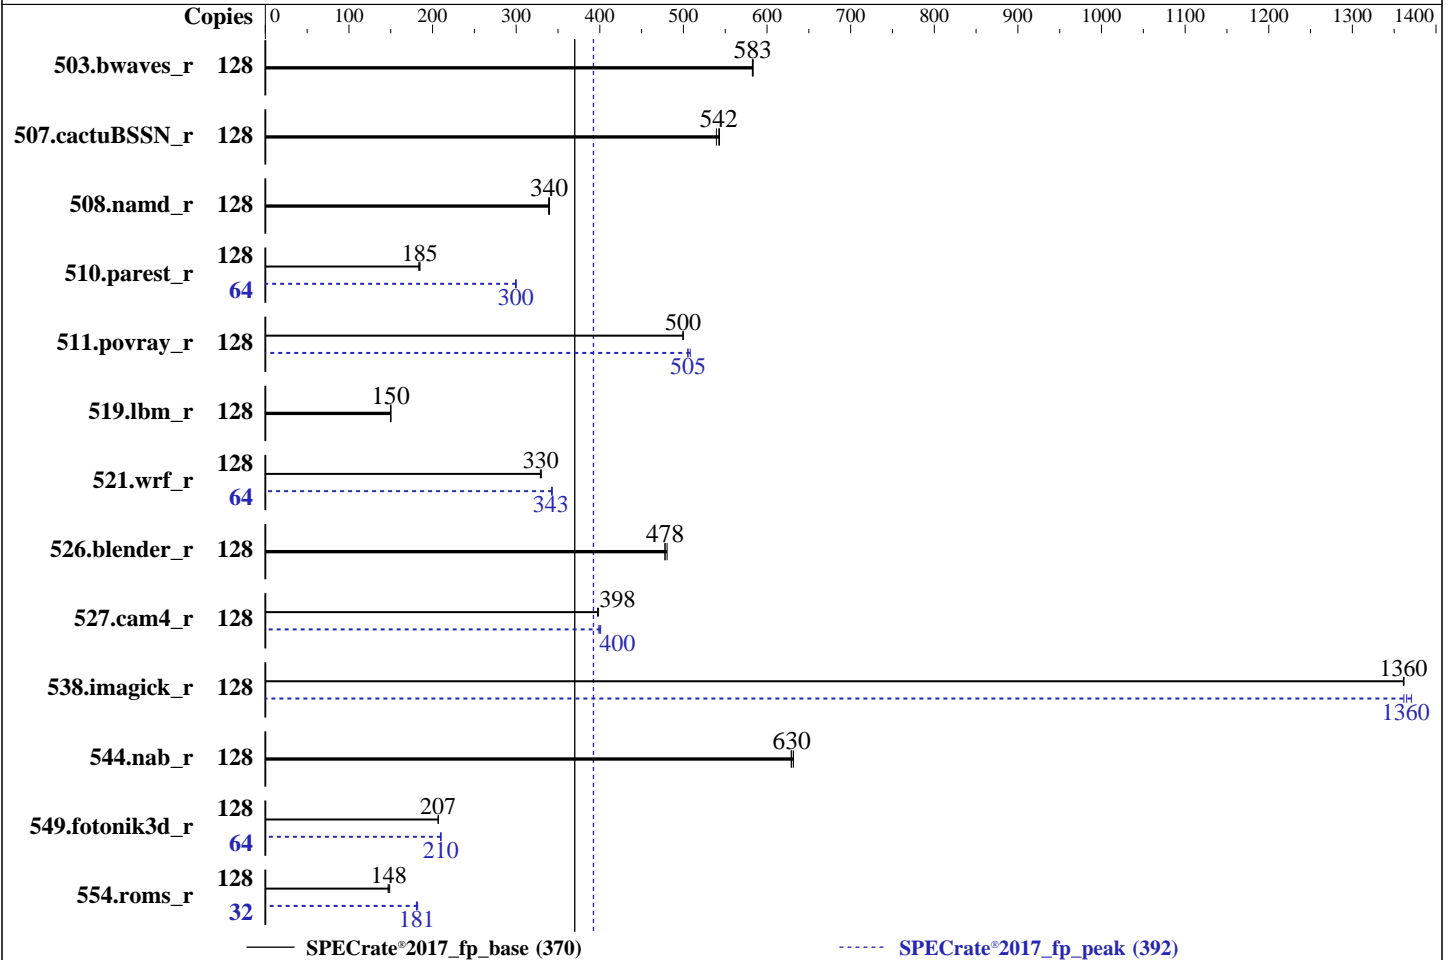 Copies 0 100 200 300 400 500 600 700 800 900 1000 1100 1200 1300 1400
503.bwaves_r 128 583
507.cactuBSSN_r 128 542
508.namd_r 128 340
510.parest_r 128 185
64 300
511.povray_r 128 500
505
519.lbm_r 128 150
521.wrf_r 128 330
64 343
526.blender_r 128 478
527.cam4_r 128 398
400
538.imagick_r 128 1360
1360
544.nab_r 128 630
549.fotonik3d_r 128 207
64 210
554.roms_r 128 148
32 181
SPECrate®2017_fp_base (370) SPECrate®2017_fp_peak (392)